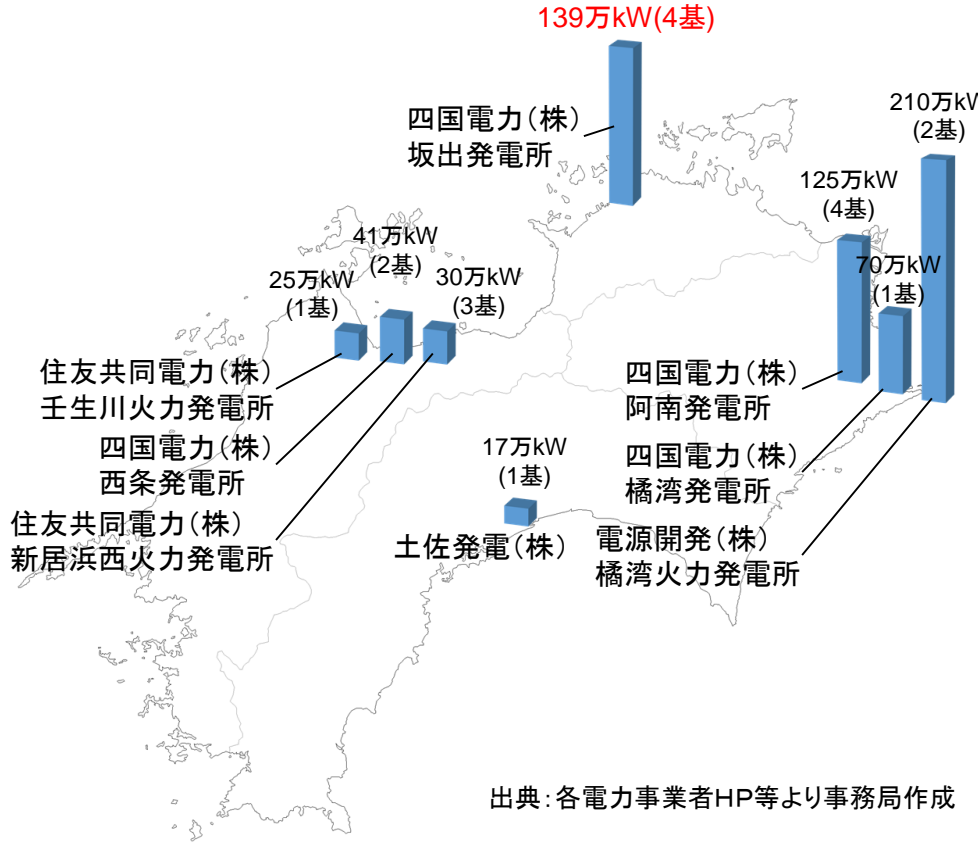 139万kW(4基)
四国電力(株)
坂出発電所
210万kW
(2基)
125万kW
(4基)
70万kW
(1基)
41万kW
(2基)
25万kW
(1基)
30万kW
(3基)
住友共同電力(株)
壬生川火力発電所
四国電力(株)
西条発電所
住友共同電力(株)
新居浜西火力発電所
17万kW
(1基)
土佐発電(株)
四国電力(株)
阿南発電所
四国電力(株)
橘湾発電所
電源開発(株)
橘湾火力発電所
出典:各電力事業者HP等より事務局作成